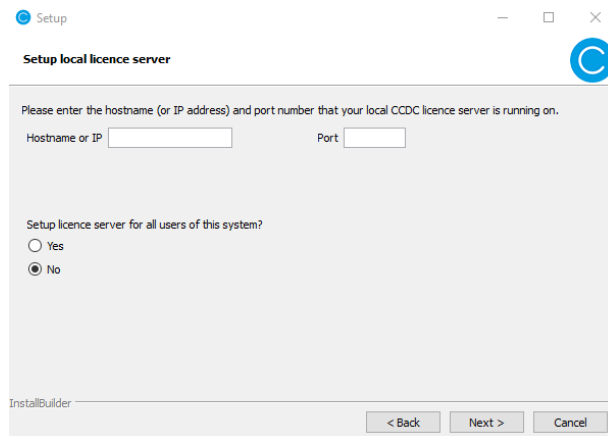 Setup
Setup local licence server
Please enter the hostname (or IP address) and port number that your local CCDC licence server is running on.
Hostname or IP Port
Setup licence server for all users of this system?
Yes
No
InstallBuilder
< Back Next > Cancel